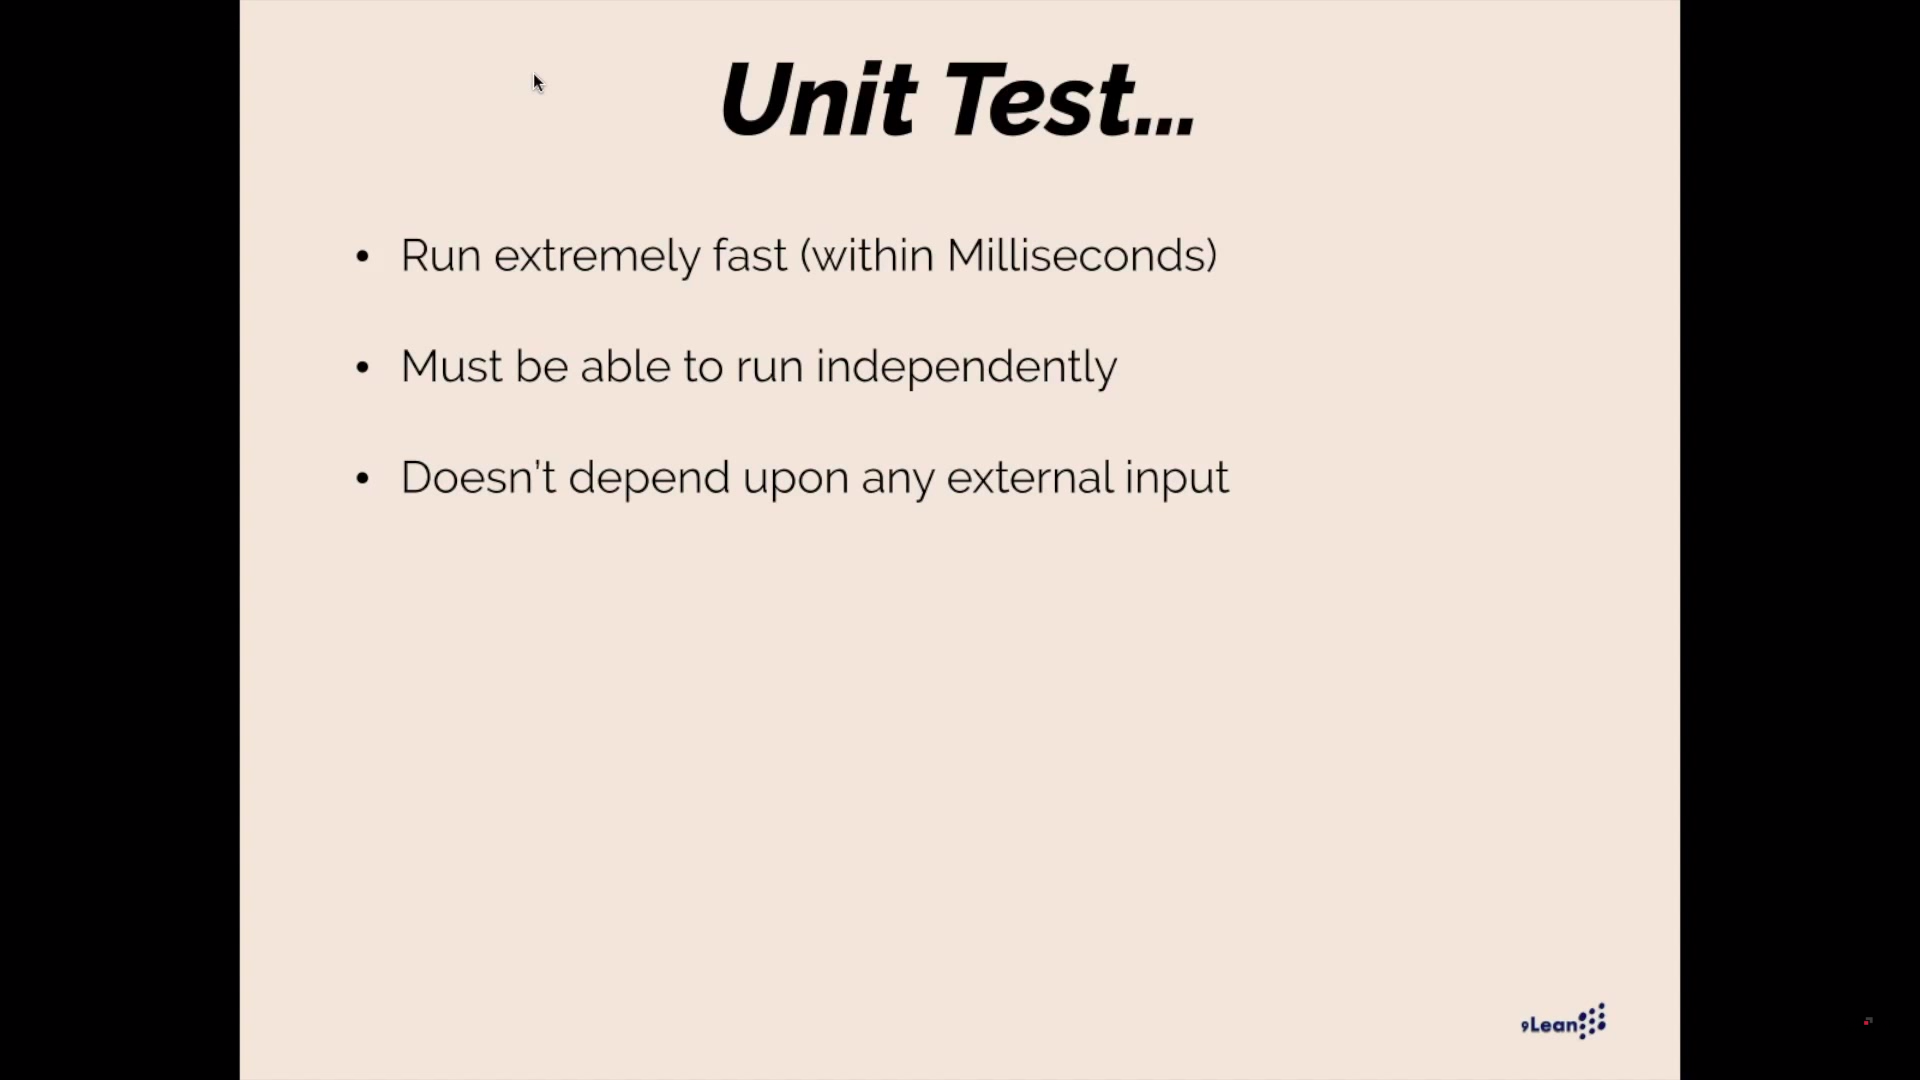 Unit Test...
• Run extremely fast (within Milliseconds)
• Must be able to run independently
• Doesn’t depend upon any external input
9Lean